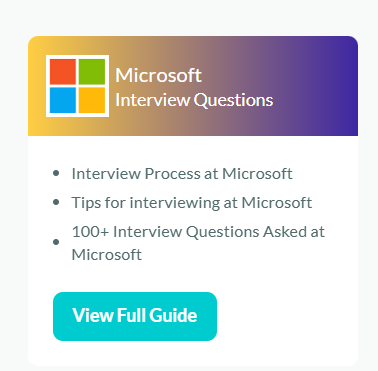 Microsoft
Interview Questions
Interview Process at Microsoft
Tips for interviewing at Microsoft
100+ Interview Questions Asked at
Microsoft
View Full Guide